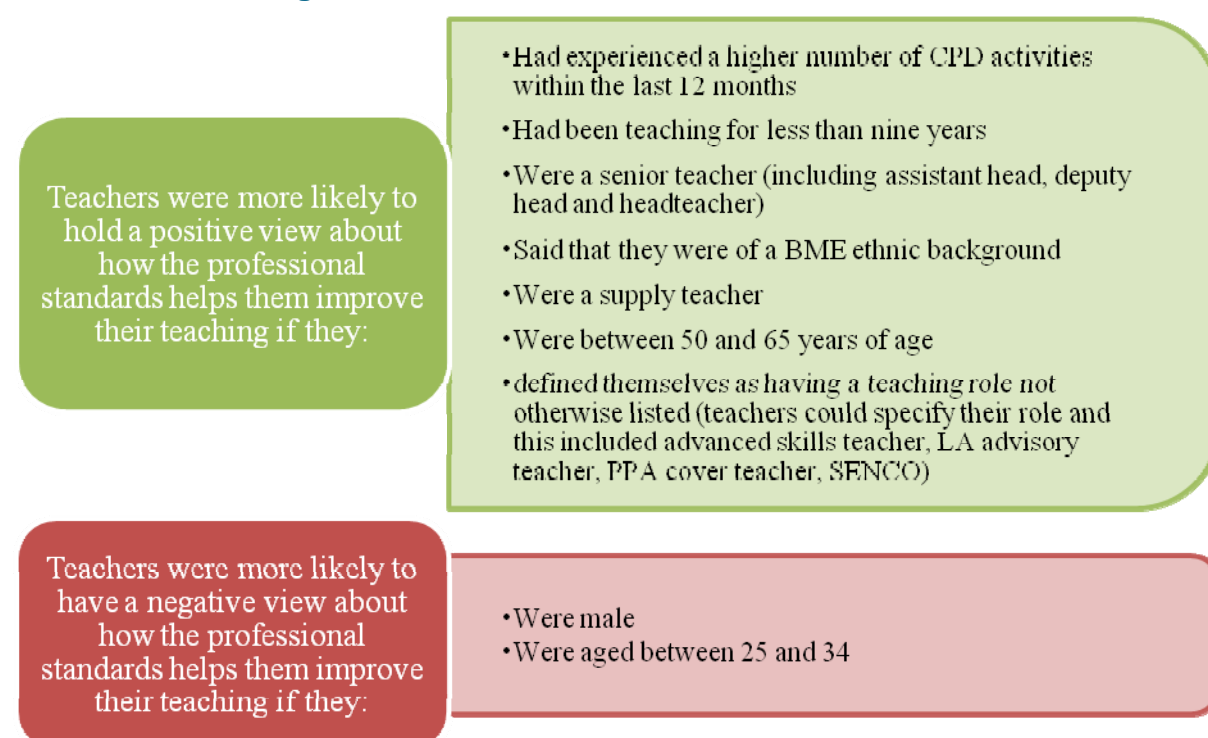 Teachers were more likely to
hold a positive view about
how the professional
standards helps them improve
their teaching if they:
•Had experienced a higher number of CPD activities
within the last 12 months
•Had been teaching for less than nine years
•Were a senior teacher (including assistant head, deputy
head and headteacher)
•Said that they were of a BME ethnic background
•Were a supply teacher
•Were between 50 and 65 years of age
•defined themselves as having a teaching role not
otherwise listed (teachers could specify their role and
this included advanced skills teacher, LA advisory
teacher, PPA cover teacher, SENCO)
Teachers were more likely to
have a negative view about
how the professional
standards helps them improve
their teaching if they:
•Were male
•Were aged between 25 and 34